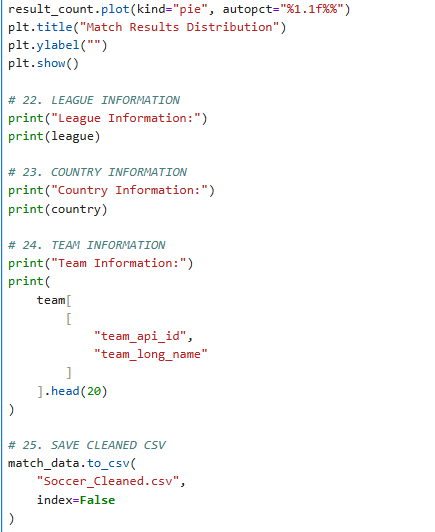 result_count.plot(kind="pie", autopct="%1.1f%%")
plt.title("Match Results Distribution")
plt.ylabel("")
plt.show()

# 22. LEAGUE INFORMATION
print("League Information:")
print(league)

# 23. COUNTRY INFORMATION
print("Country Information:")
print(country)

# 24. TEAM INFORMATION
print("Team Information:")
print(
    team[
        [
            "team_api_id",
            "team_long_name"
        ]
    ].head(20)
)

# 25. SAVE CLEANED CSV
match_data.to_csv(
    "Soccer_Cleaned.csv",
    index=False
)